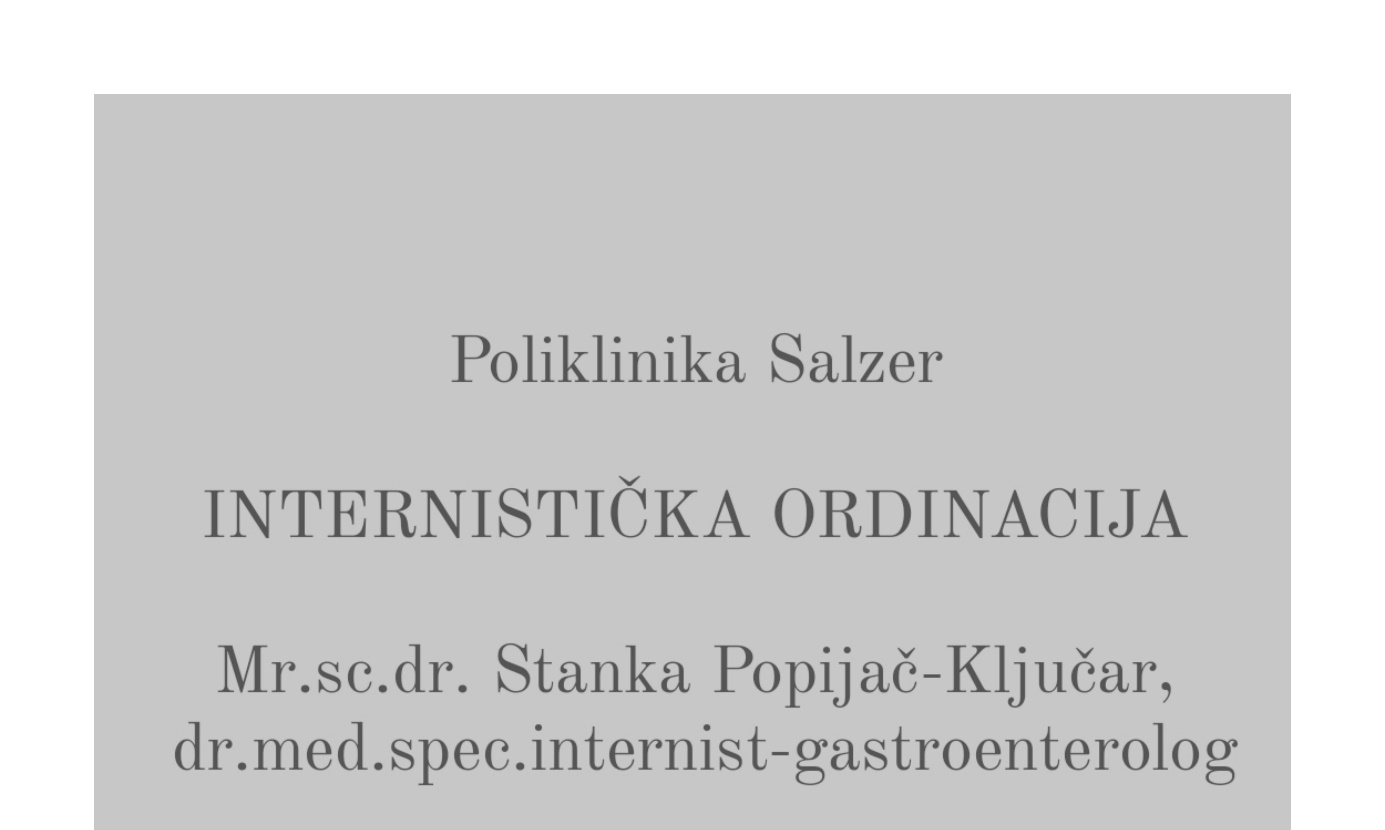 Poliklinika Salzer
INTERNISTIČKA ORDINACIJA
Mr.sc.dr. Stanka Popijač-Ključar,
dr.med.spec.internist-gastroenterolog